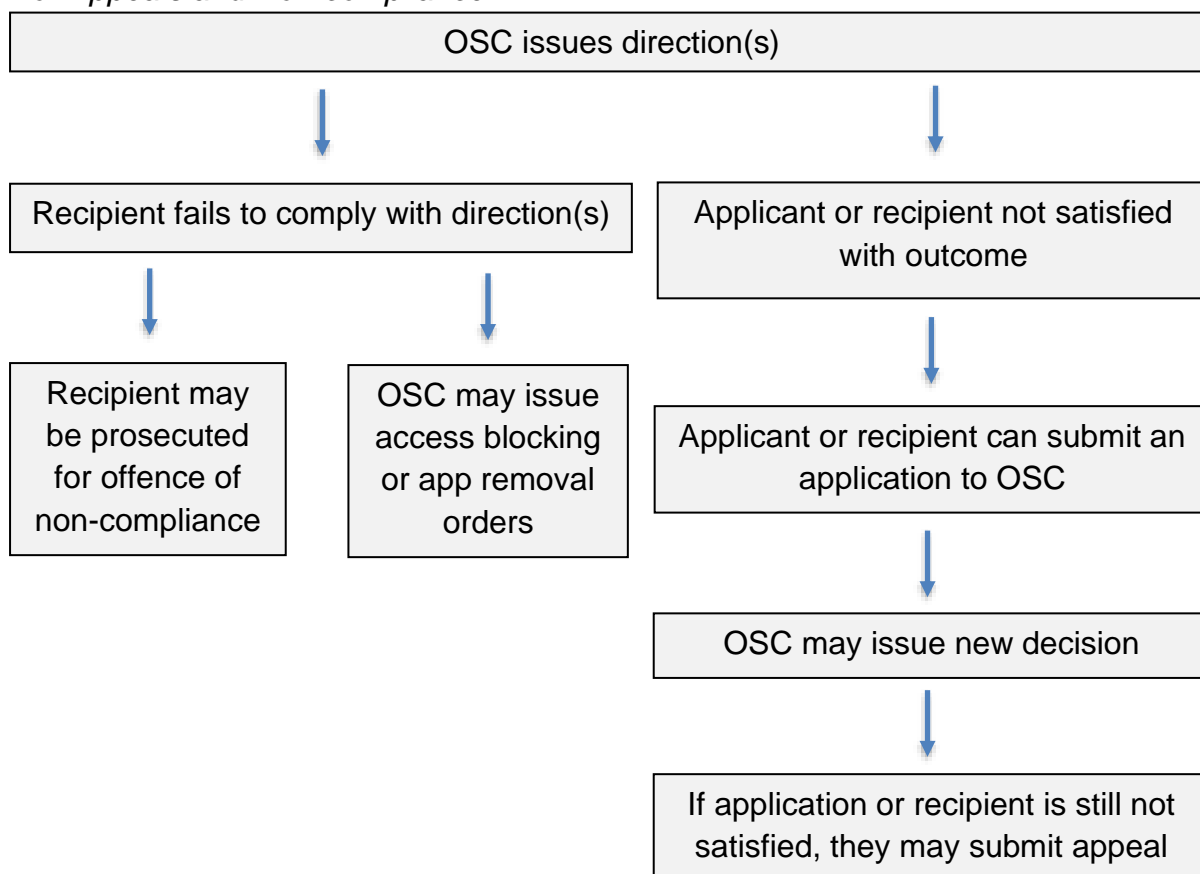 OSC issues direction(s)
Recipient fails to comply with direction(s)
Applicant or recipient not satisfied
with outcome
Recipient may
be prosecuted
for offence of
non-compliance
OSC may issue
access blocking
or app removal
orders
Applicant or recipient can submit an
application to OSC
OSC may issue new decision
If application or recipient is still not
satisfied, they may submit appeal